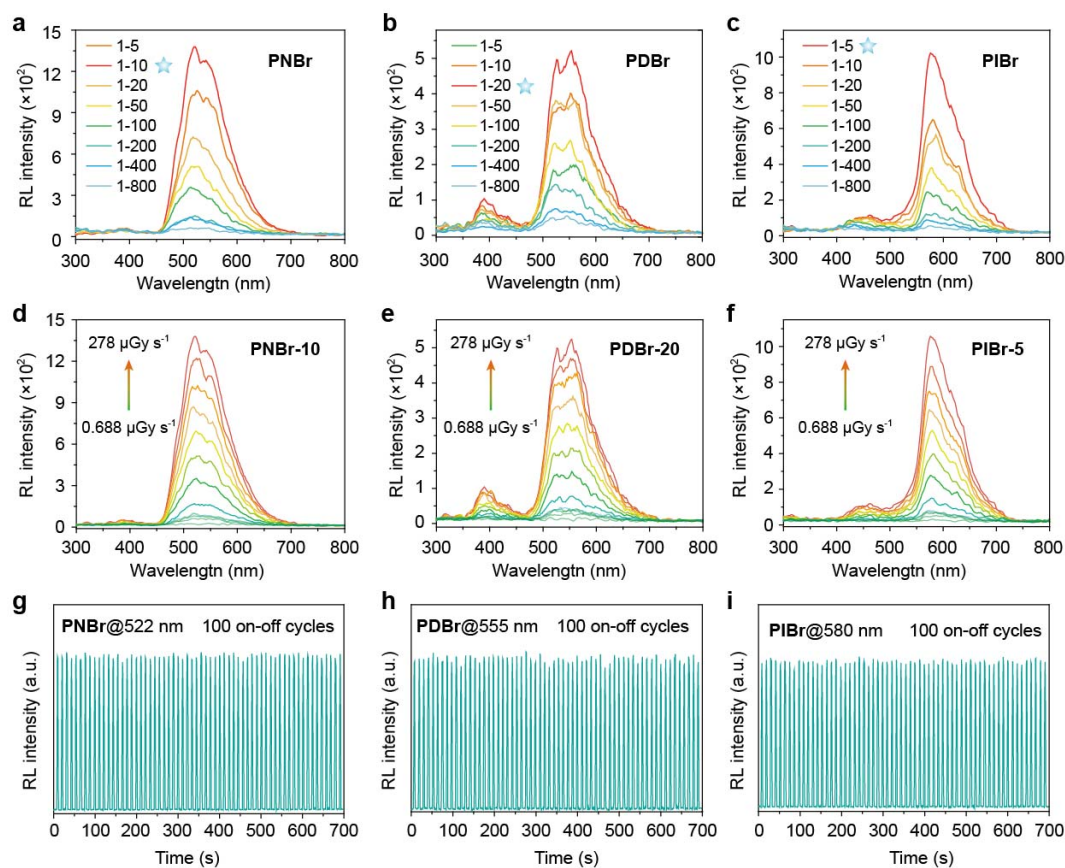 a
PNBr
1-5
1-10
1-20
1-50
1-100
1-200
1-400
1-800
RL intensity (×10²)
15
12
9
6
3
0
300 400 500 600 700 800
Wavelength (nm)
b
PDBr
1-5
1-10
1-20
1-50
1-100
1-200
1-400
1-800
RL intensity (×10²)
6
5
4
3
2
1
0
300 400 500 600 700 800
Wavelength (nm)
c
PIBr
1-5
1-10
1-20
1-50
1-100
1-200
1-400
1-800
RL intensity (×10²)
10
8
6
4
2
0
300 400 500 600 700 800
Wavelength (nm)
d
PNBr-10
278 µGy s⁻¹
0.688 µGy s⁻¹
RL intensity (×10²)
15
12
9
6
3
0
300 400 500 600 700 800
Wavelength (nm)
e
PDBr-20
278 µGy s⁻¹
0.688 µGy s⁻¹
RL intensity (×10²)
5
4
3
2
1
0
300 400 500 600 700 800
Wavelength (nm)
f
PIBr-5
278 µGy s⁻¹
0.688 µGy s⁻¹
RL intensity (×10²)
10
8
6
4
2
0
300 400 500 600 700 800
Wavelength (nm)
g
PNBr@522 nm 100 on-off cycles
RL intensity (a.u.)
0 100 200 300 400 500 600 700
Time (s)
h
PDBr@555 nm 100 on-off cycles
RL intensity (a.u.)
0 100 200 300 400 500 600 700
Time (s)
i
PIBr@580 nm 100 on-off cycles
RL intensity (a.u.)
0 100 200 300 400 500 600 700
Time (s)